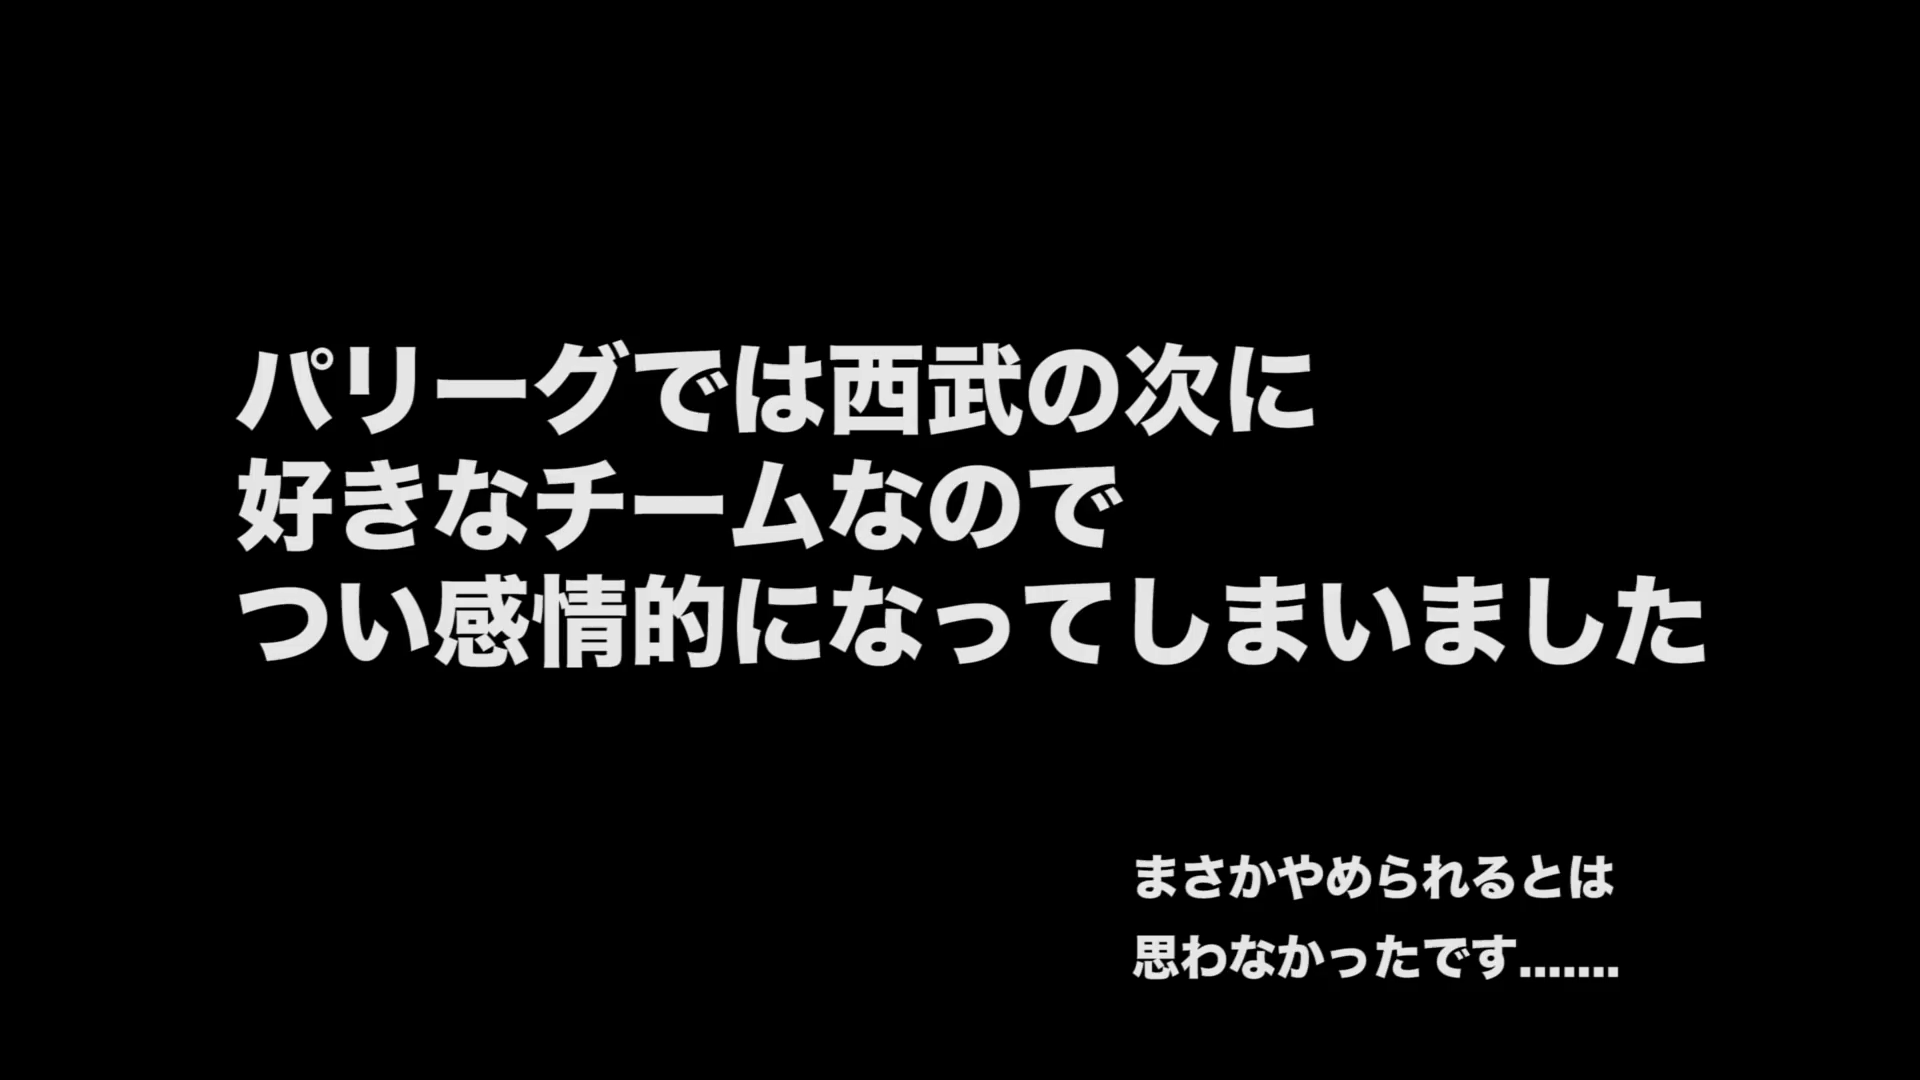 パリーグでは西武の次に
好きなチームなので
つい感情的になってしまいました
まさかやめられるとは
思わなかったです........